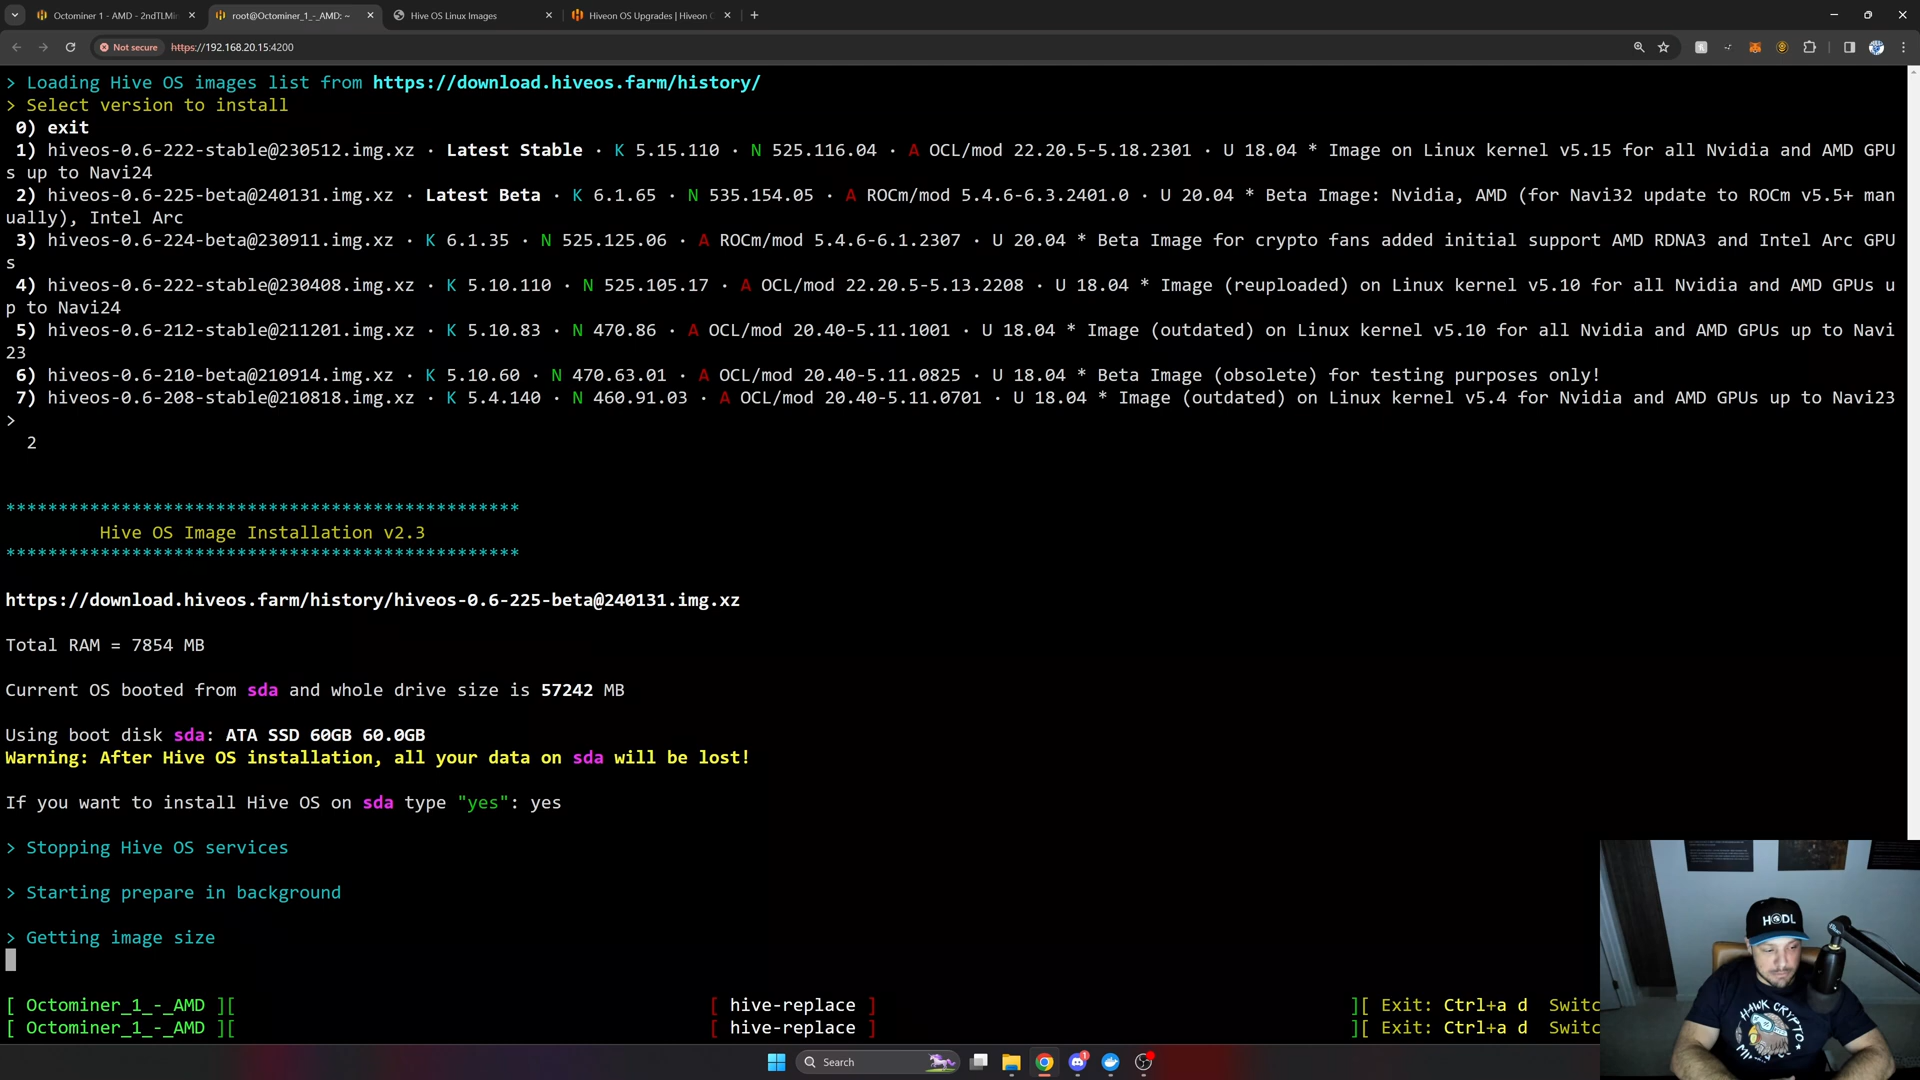 Octominer 1 - AMD - 2ndTLMi
root@Octominer_1_-_AMD: ~
Hive OS Linux Images
Hiveon OS Upgrades | Hiveon
Not secure https://192.168.20.15:4200
> Loading Hive OS images list from https://download.hiveos.farm/history/
> Select version to install
0) exit
1) hiveos-0.6-222-stable@230512.img.xz · Latest Stable · K 5.15.110 · N 525.116.04 · A OCL/mod 22.20.5-5.18.2301 · U 18.04 * Image on Linux kernel v5.15 for all Nvidia and AMD GPU
s up to Navi24
2) hiveos-0.6-225-beta@240131.img.xz · Latest Beta · K 6.1.65 · N 535.154.05 · A ROCm/mod 5.4.6-6.3.2401.0 · U 20.04 * Beta Image: Nvidia, AMD (for Navi32 update to ROCm v5.5+ man
ually), Intel Arc
3) hiveos-0.6-224-beta@230911.img.xz · K 6.1.35 · N 525.125.06 · A ROCm/mod 5.4.6-6.1.2307 · U 20.04 * Beta Image for crypto fans added initial support AMD RDNA3 and Intel Arc GPU
s
4) hiveos-0.6-222-stable@230408.img.xz · K 5.10.110 · N 525.105.17 · A OCL/mod 22.20.5-5.13.2208 · U 18.04 * Image (reuploaded) on Linux kernel v5.10 for all Nvidia and AMD GPUs u
p to Navi24
5) hiveos-0.6-212-stable@211201.img.xz · K 5.10.83 · N 470.86 · A OCL/mod 20.40-5.11.1001 · U 18.04 * Image (outdated) on Linux kernel v5.10 for all Nvidia and AMD GPUs up to Navi
23
6) hiveos-0.6-210-beta@210914.img.xz · K 5.10.60 · N 470.63.01 · A OCL/mod 20.40-5.11.0825 · U 18.04 * Beta Image (obsolete) for testing purposes only!
7) hiveos-0.6-208-stable@210818.img.xz · K 5.4.140 · N 460.91.03 · A OCL/mod 20.40-5.11.0701 · U 18.04 * Image (outdated) on Linux kernel v5.4 for Nvidia and AMD GPUs up to Navi23
>
2
*************************************************
Hive OS Image Installation v2.3
*************************************************
https://download.hiveos.farm/history/hiveos-0.6-225-beta@240131.img.xz
Total RAM = 7854 MB
Current OS booted from sda and whole drive size is 57242 MB
Using boot disk sda: ATA SSD 60GB 60.0GB
Warning: After Hive OS installation, all your data on sda will be lost!
If you want to install Hive OS on sda type "yes": yes
> Stopping Hive OS services
> Starting prepare in background
> Getting image size
[ Octominer_1_-_AMD ][ [ hive-replace ] ][ Exit: Ctrl+a d Switc
[ Octominer_1_-_AMD ][ [ hive-replace ] ][ Exit: Ctrl+a d Switc
HODL
HAWK CRYPTO
Search
1